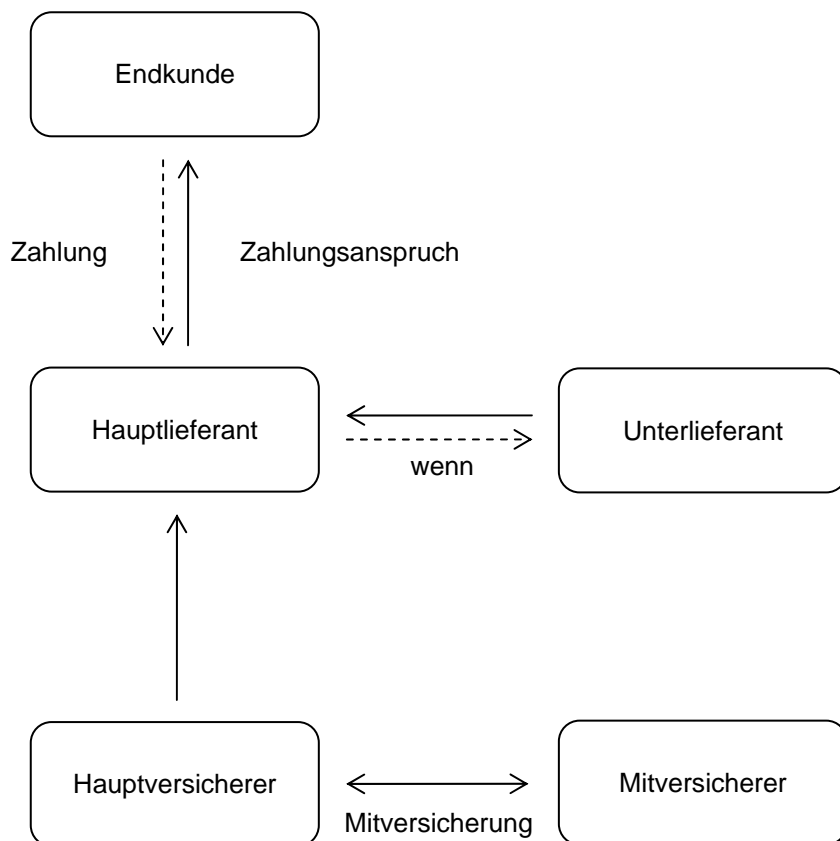 Endkunde
Zahlung
Zahlungsanspruch
Hauptlieferant
Unterlieferant
wenn
Hauptversicherer
Mitversicherer
Mitversicherung